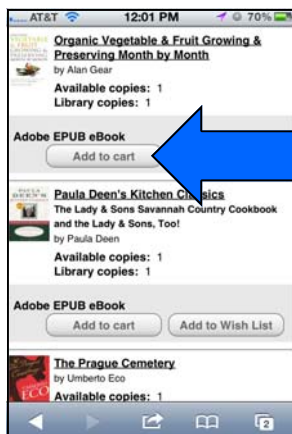 AT&T 12:01 PM 70%
Organic Vegetable & Fruit Growing &
Preserving Month by Month
by Alan Gear
Available copies: 1
Library copies: 1
Adobe EPUB eBook
Add to cart
PAULA
DEEN'S
Paula Deen's Kitchen Classics
The Lady & Sons Savannah Country Cookbook
and the Lady & Sons, Too!
by Paula Deen
Available copies: 1
Library copies: 1
Adobe EPUB eBook
Add to cart Add to Wish List
ECO
The Prague Cemetery
by Umberto Eco
Available copies: 1
2